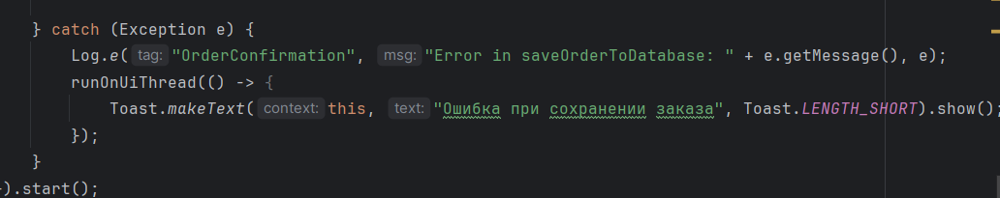 } catch (Exception e) {
Log.e( tag: "OrderConfirmation", msg: "Error in saveOrderToDatabase: " + e.getMessage(), e);
runOnUiThread(() -> {
Toast.makeText( context: this, text: "Ошибка при сохранении заказа", Toast.LENGTH_SHORT).show();
});
}
}).start();